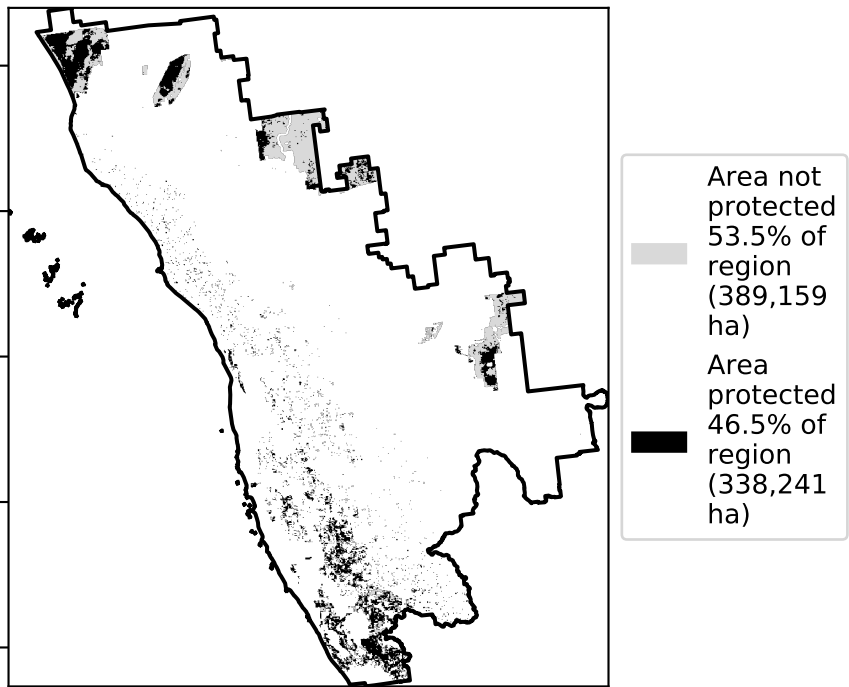 Area not
protected
53.5% of
region
(389,159
ha)
Area
protected
46.5% of
region
(338,241
ha)